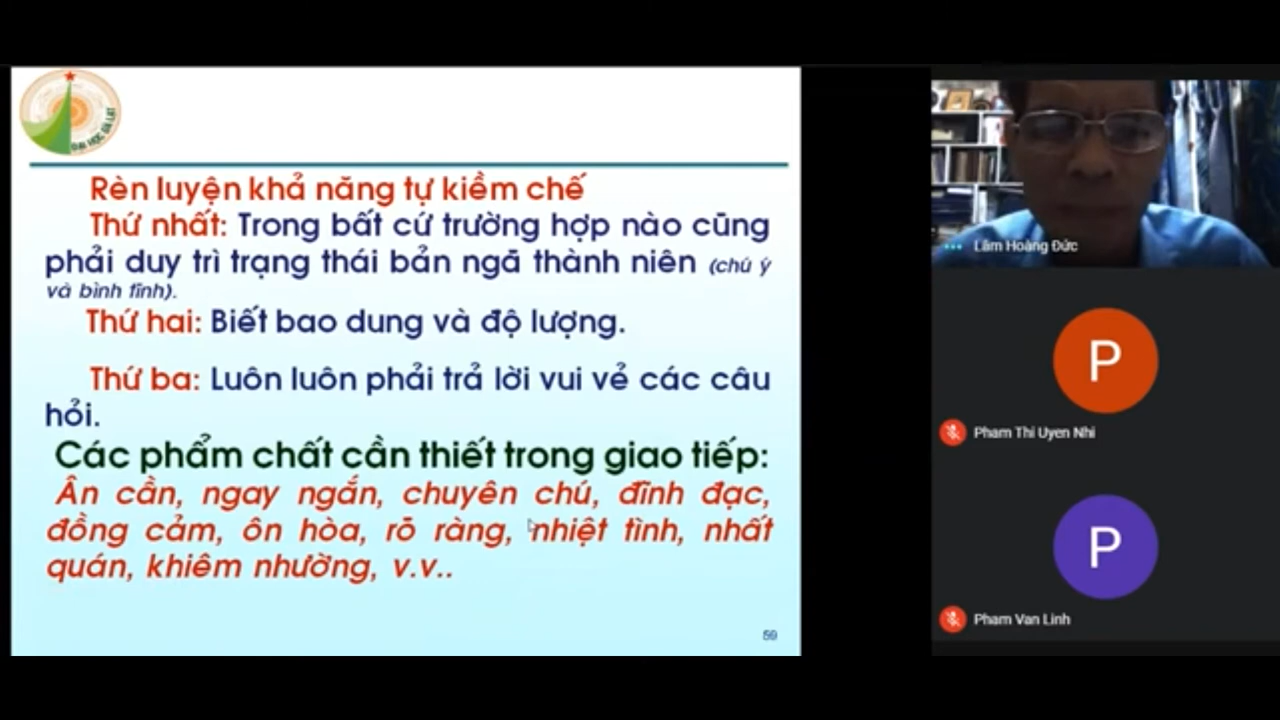 ĐẠI HỌC ĐÀ LẠT
Rèn luyện khả năng tự kiềm chế
Thứ nhất: Trong bất cứ trường hợp nào cũng
phải duy trì trạng thái bản ngã thành niên (chú ý
và bình tĩnh).
Thứ hai: Biết bao dung và độ lượng.
Thứ ba: Luôn luôn phải trả lời vui vẻ các câu
hỏi.
Các phẩm chất cần thiết trong giao tiếp:
Ân cần, ngay ngắn, chuyên chú, đĩnh đạc,
đồng cảm, ôn hòa, rõ ràng, nhiệt tình, nhất
quán, khiêm nhường, v.v..
59
Lâm Hoàng Đức
P
Pham Thi Uyen Nhi
P
Pham Van Linh